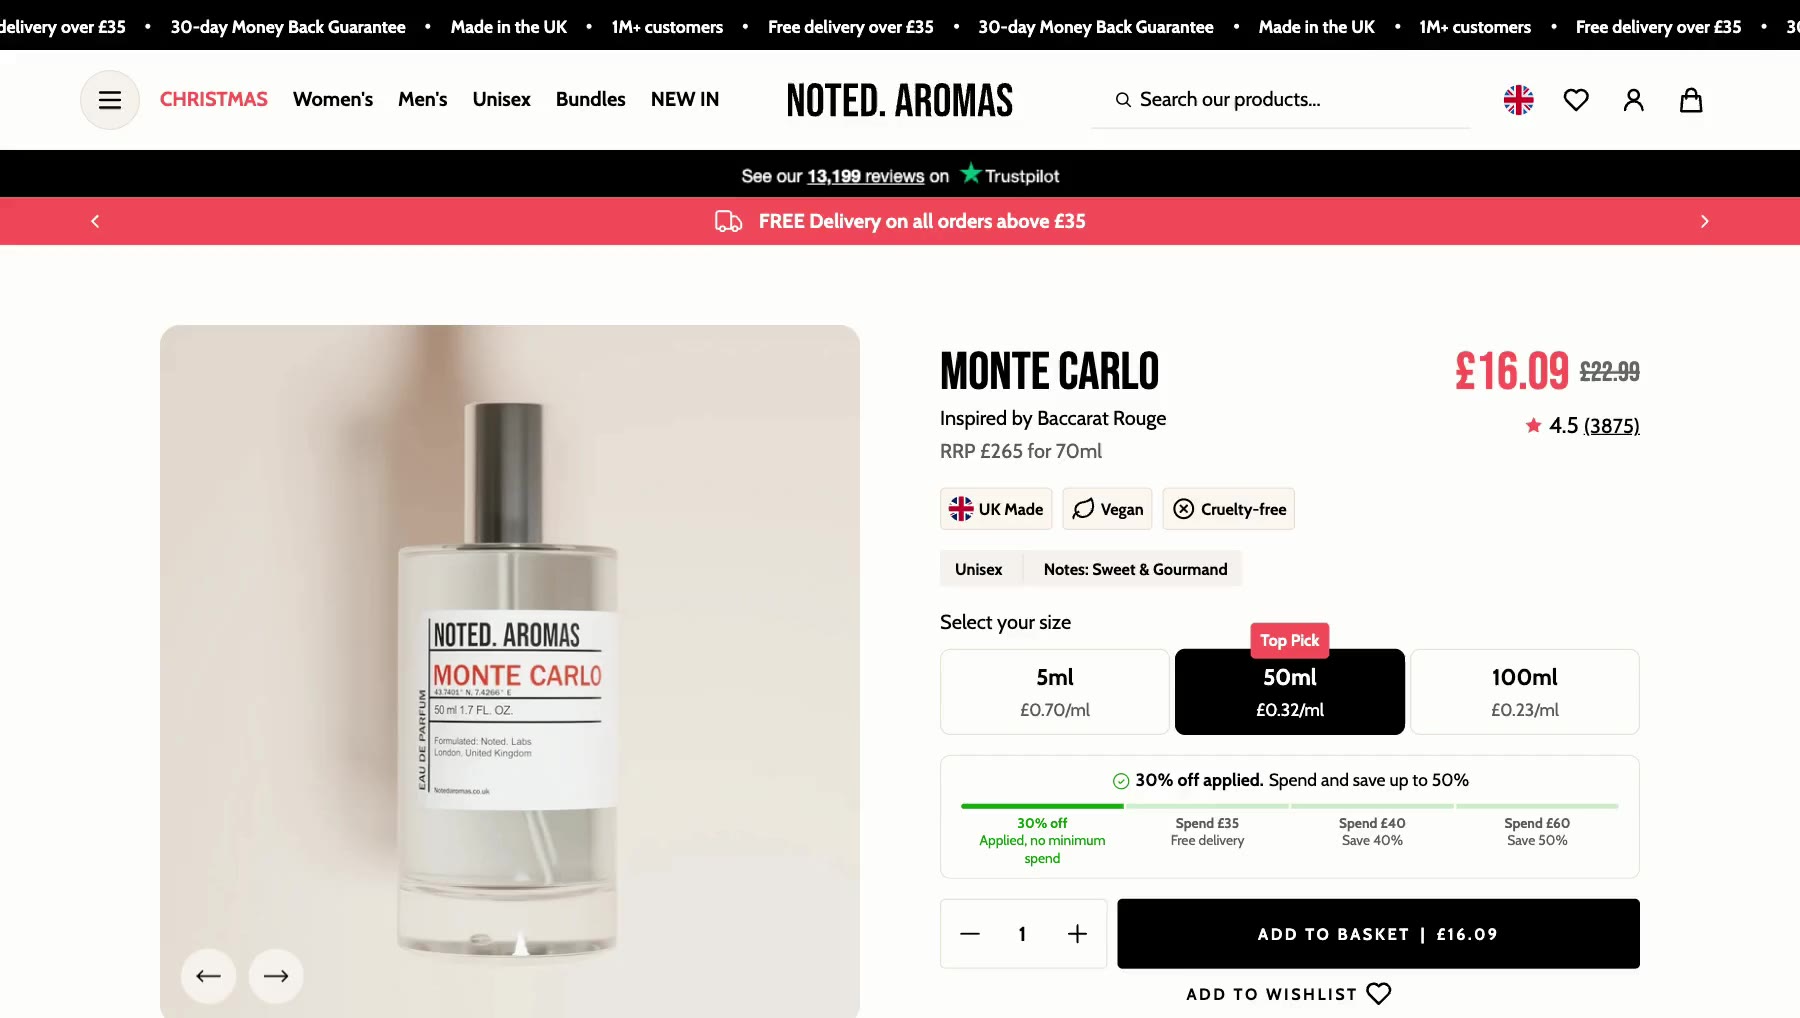 delivery over £35 • 30-day Money Back Guarantee • Made in the UK • 1M+ customers • Free delivery over £35 • 30-day Money Back Guarantee • Made in the UK • 1M+ customers • Free delivery over £35 •
CHRISTMAS Women's Men's Unisex Bundles NEW IN
NOTED. AROMAS
Search our products...
See our 13,199 reviews on Trustpilot
FREE Delivery on all orders above £35
NOTED. AROMAS
MONTE CARLO
43.7401° N, 7.4266° E
50 ml 1.7 FL. OZ.
Formulated: Noted. Labs
London, United Kingdom
Notedaromas.co.uk
EAU DE PARFUM
MONTE CARLO
£16.09 £22.99
Inspired by Baccarat Rouge
4.5 (3875)
RRP £265 for 70ml
UK Made Vegan Cruelty-free
Unisex Notes: Sweet & Gourmand
Select your size
Top Pick
5ml 50ml 100ml
£0.70/ml £0.32/ml £0.23/ml
30% off applied. Spend and save up to 50%
30% off
Applied, no minimum
spend
Spend £35
Free delivery
Spend £40
Save 40%
Spend £60
Save 50%
1
ADD TO BASKET | £16.09
ADD TO WISHLIST